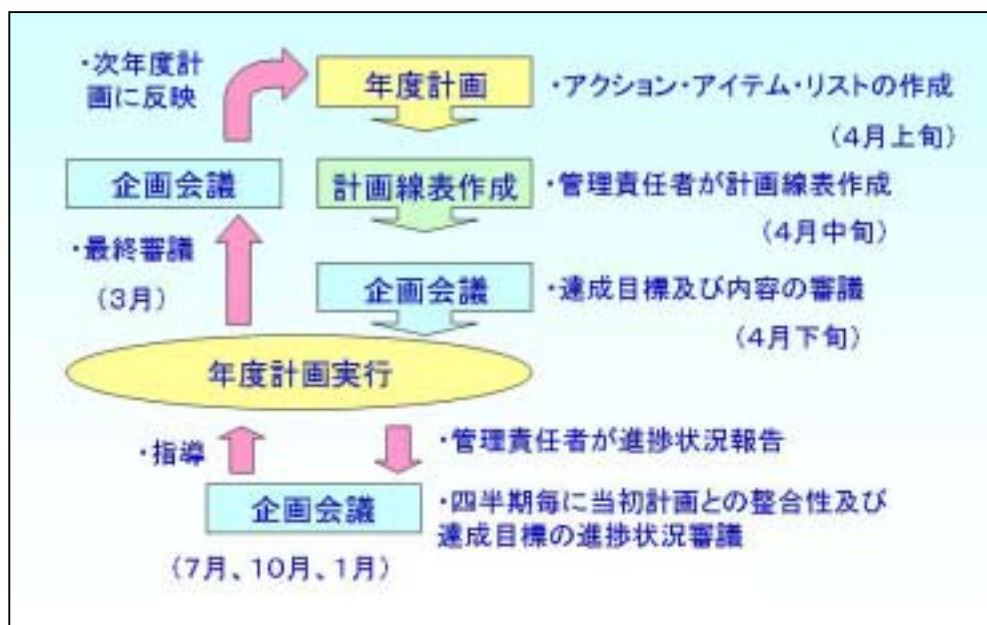 ・次年度計
画に反映
年度計画
・アクション・アイテム・リストの作成
(4月上旬)
企画会議
計画線表作成
・管理責任者が計画線表作成
(4月中旬)
・最終審議
(3月)
企画会議
・達成目標及び内容の審議
(4月下旬)
年度計画実行
・指導
・管理責任者が進捗状況報告
企画会議
・四半期毎に当初計画との整合性及び
達成目標の進捗状況審議
(7月、10月、1月)